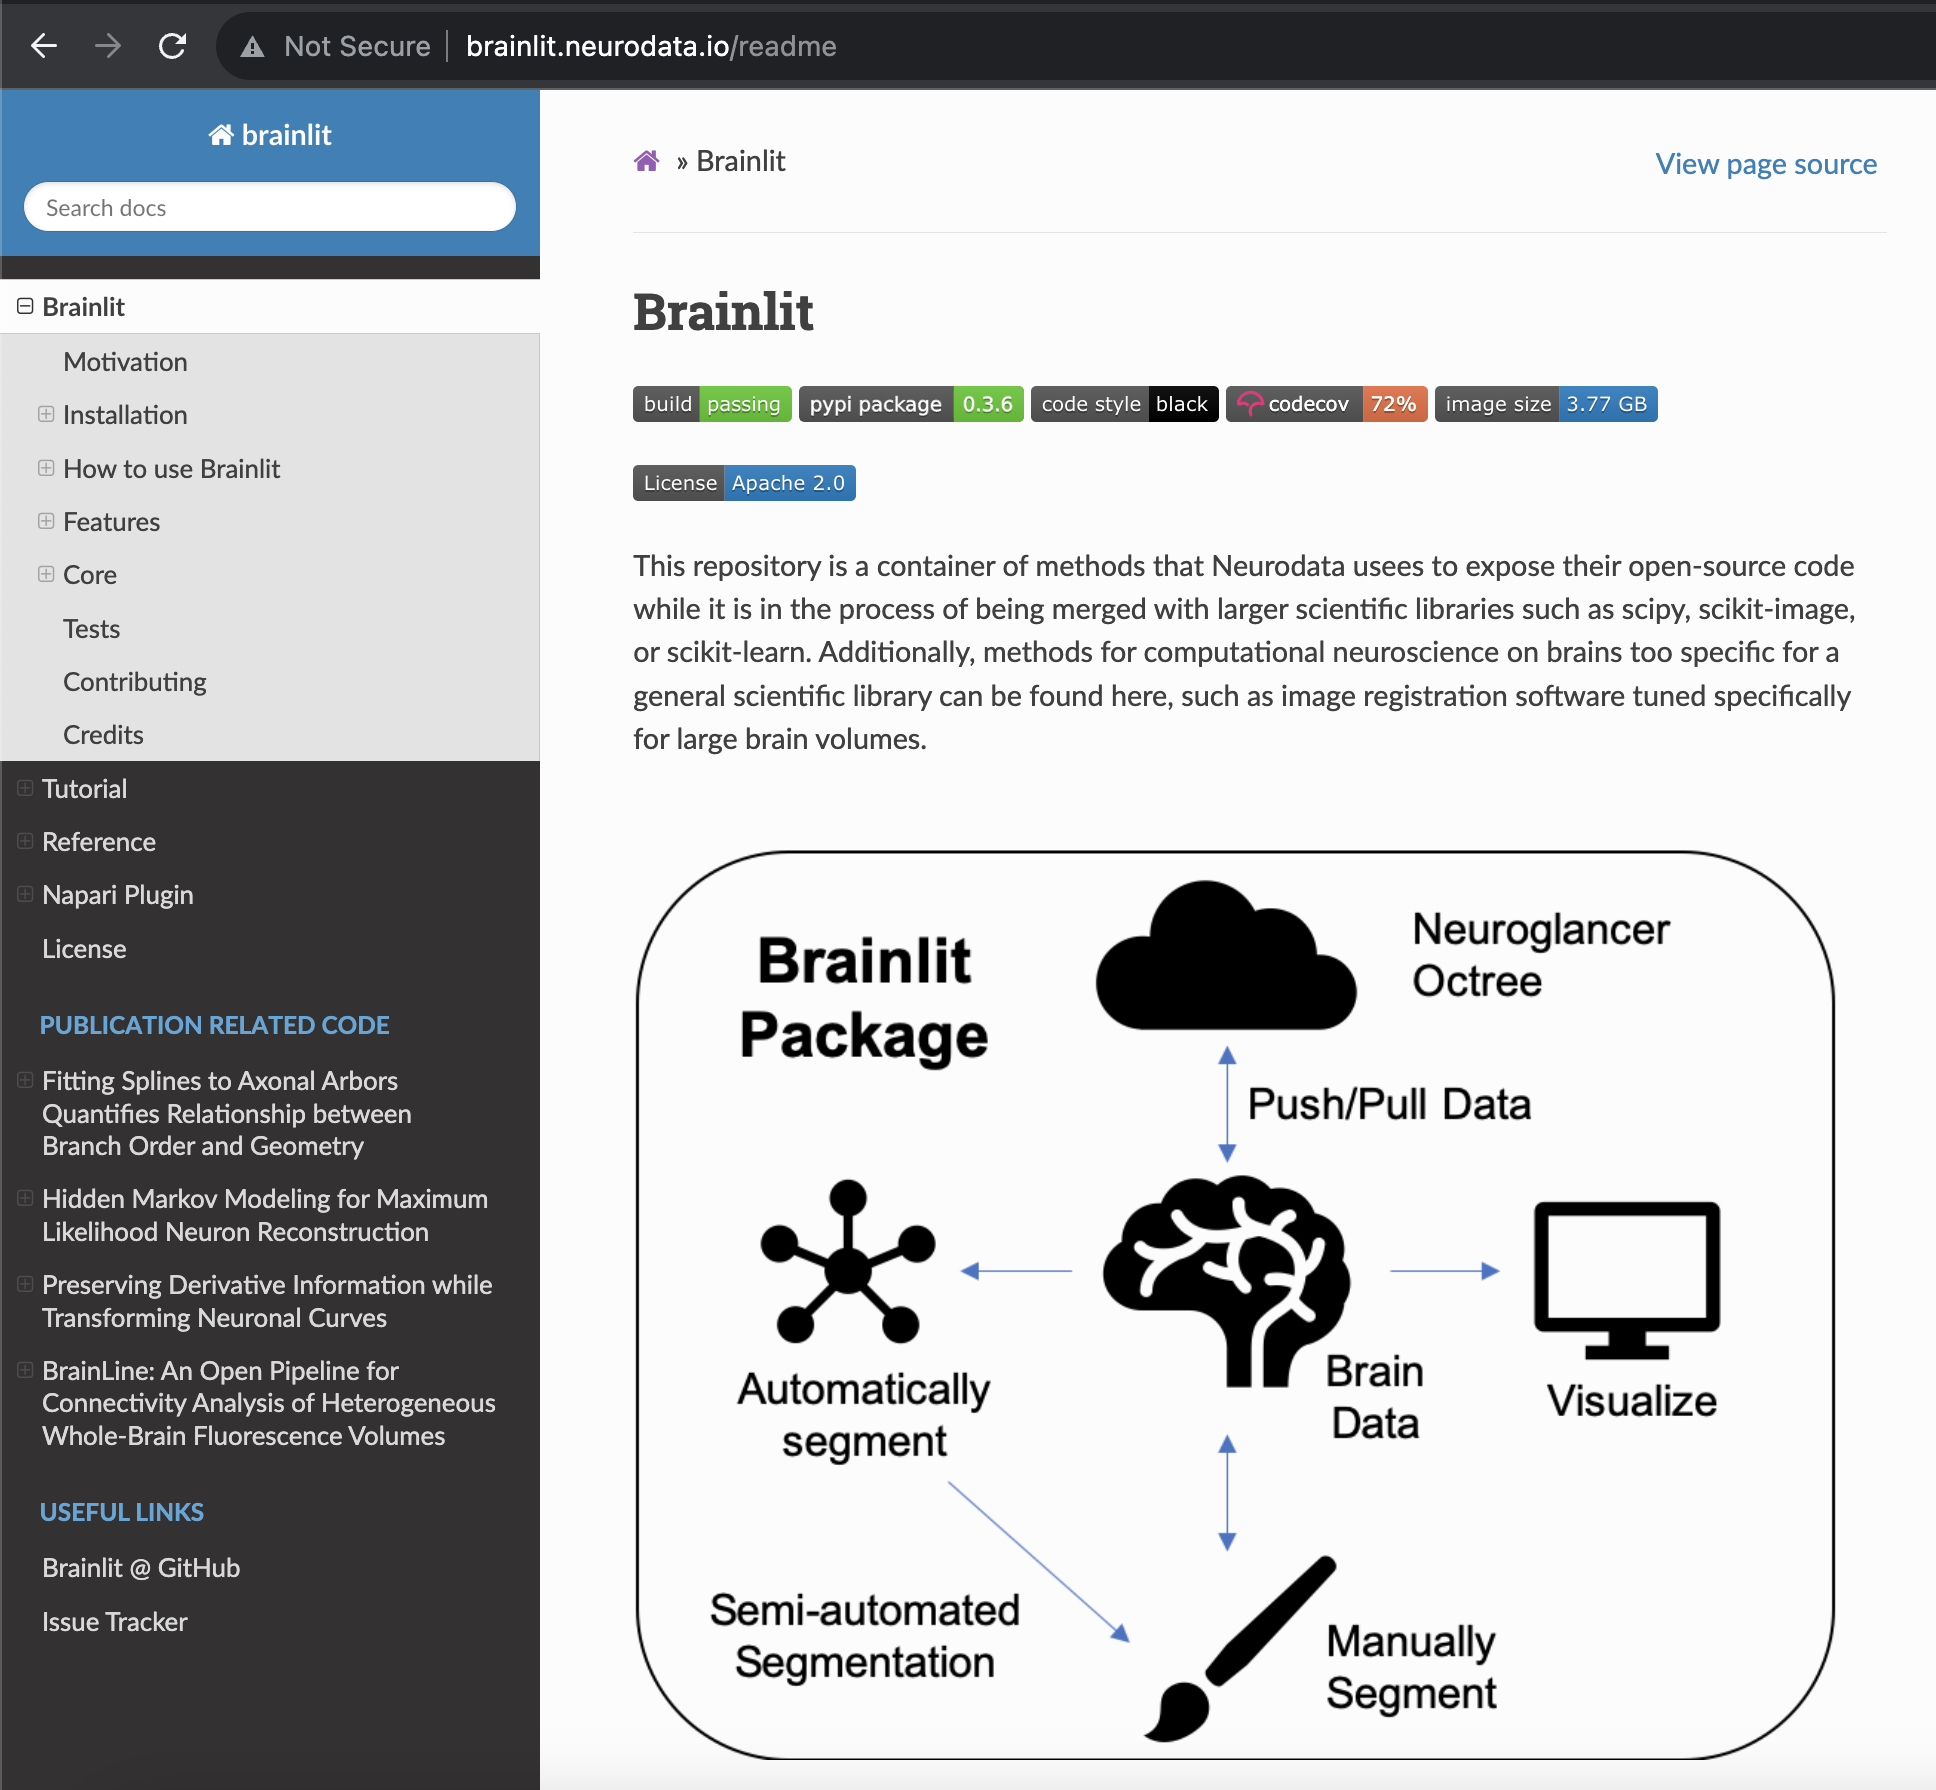 Not Secure | brainlit.neurodata.io/readme
brainlit
Search docs
Brainlit
Motivation
Installation
How to use Brainlit
Features
Core
Tests
Contributing
Credits
Tutorial
Reference
Napari Plugin
License
PUBLICATION RELATED CODE
Fitting Splines to Axonal Arbors
Quantifies Relationship between
Branch Order and Geometry
Hidden Markov Modeling for Maximum
Likelihood Neuron Reconstruction
Preserving Derivative Information while
Transforming Neuronal Curves
BrainLine: An Open Pipeline for
Connectivity Analysis of Heterogeneous
Whole-Brain Fluorescence Volumes
USEFUL LINKS
Brainlit @ GitHub
Issue Tracker
» Brainlit
View page source
Brainlit
build passing pypi package 0.3.6 code style black codecov 72% image size 3.77 GB
License Apache 2.0
This repository is a container of methods that Neurodata usees to expose their open-source code
while it is in the process of being merged with larger scientific libraries such as scipy, scikit-image,
or scikit-learn. Additionally, methods for computational neuroscience on brains too specific for a
general scientific library can be found here, such as image registration software tuned specifically
for large brain volumes.
Brainlit
Package
Neuroglancer
Octree
Push/Pull Data
Automatically
segment
Brain
Data
Visualize
Semi-automated
Segmentation
Manually
Segment